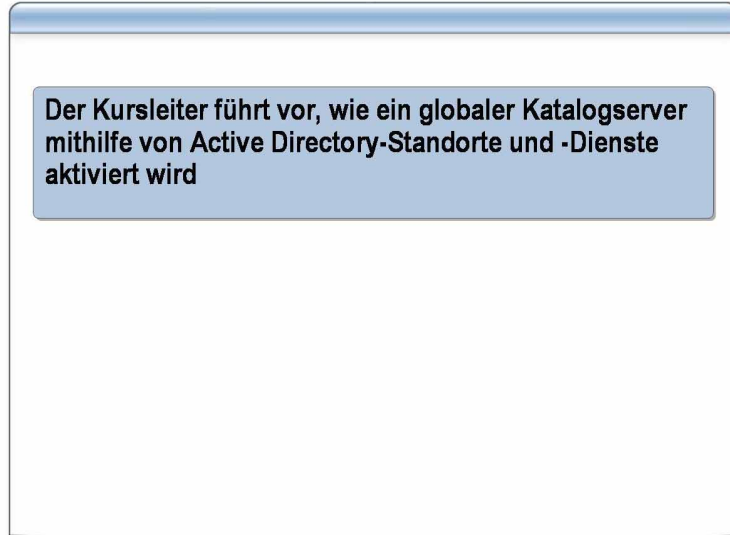 Der Kursleiter führt vor, wie ein globaler Katalogserver
mithilfe von Active Directory-Standorte und -Dienste
aktiviert wird